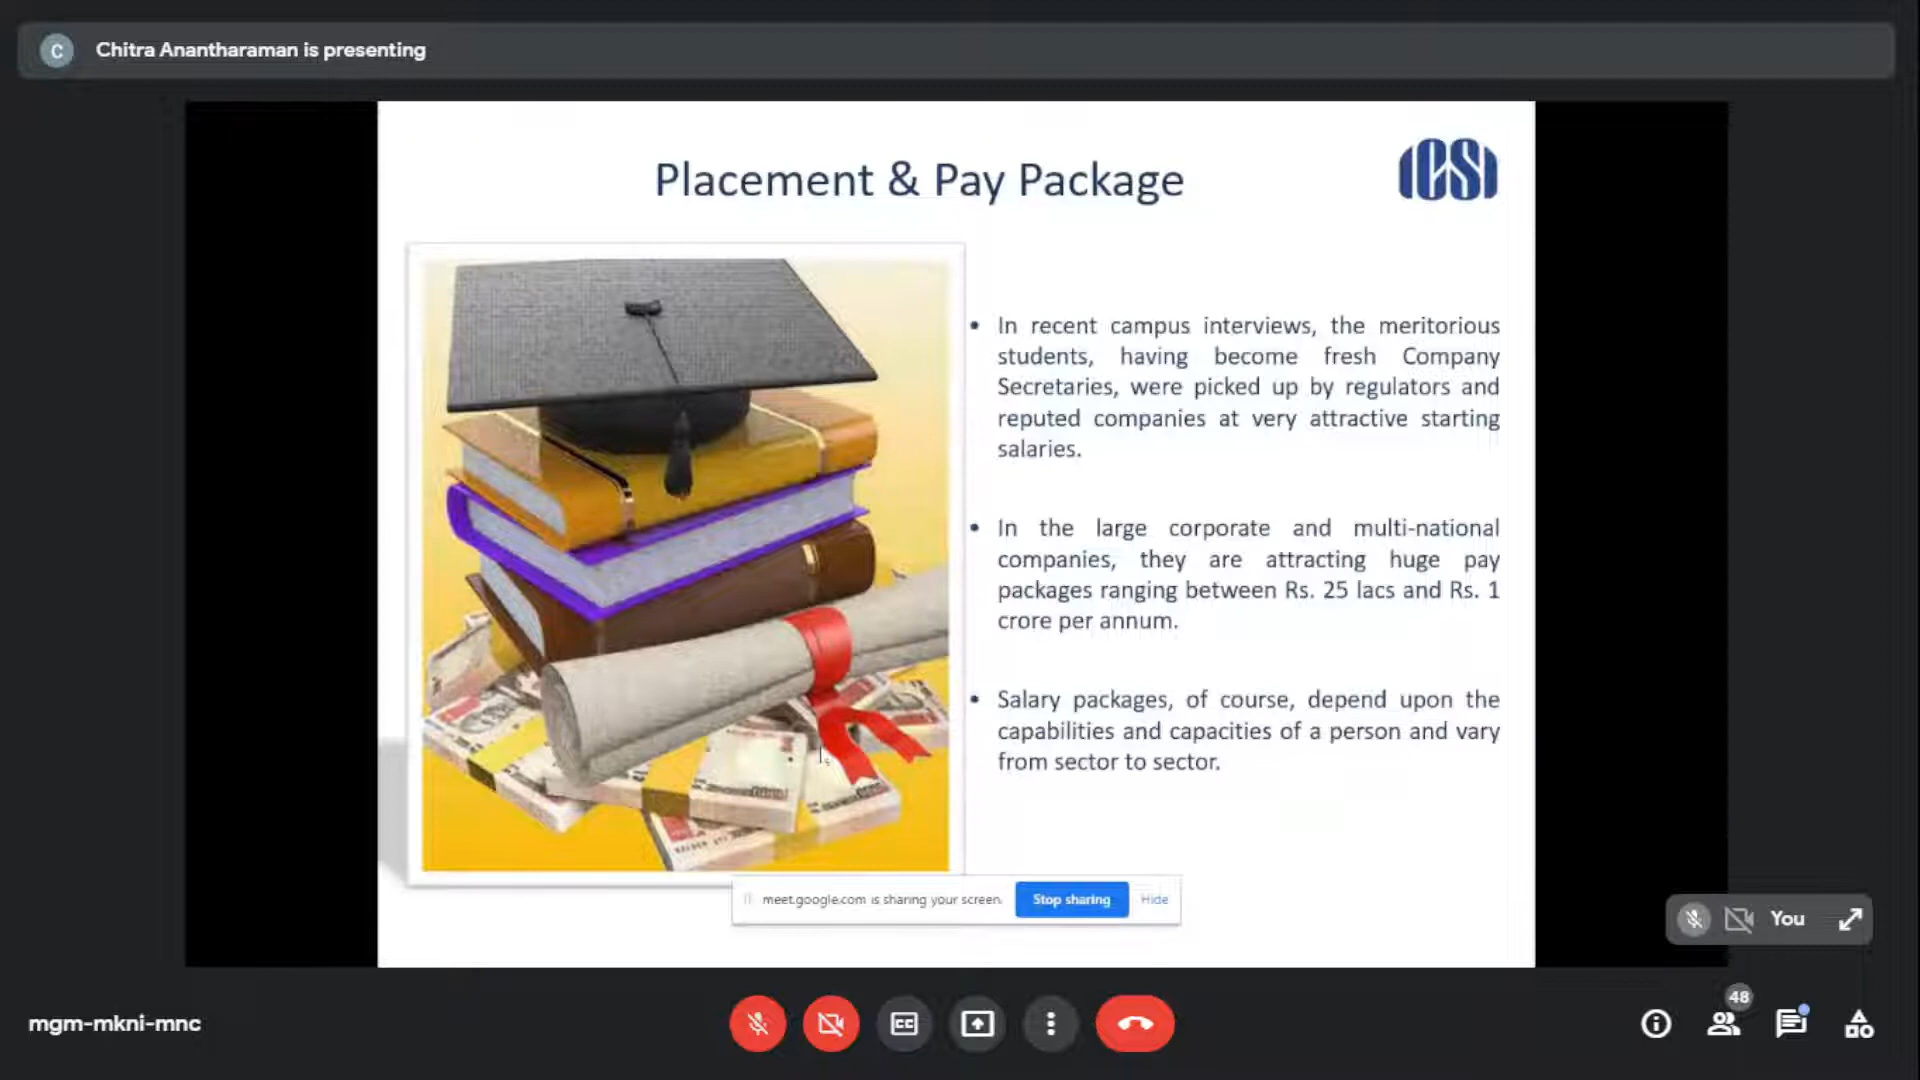 C
Chitra Anantharaman is presenting
Placement & Pay Package
ICSI
• In recent campus interviews, the meritorious
students, having become fresh Company
Secretaries, were picked up by regulators and
reputed companies at very attractive starting
salaries.
• In the large corporate and multi-national
companies, they are attracting huge pay
packages ranging between Rs. 25 lacs and Rs. 1
crore per annum.
• Salary packages, of course, depend upon the
capabilities and capacities of a person and vary
from sector to sector.
meet.google.com is sharing your screen.
Stop sharing
Hide
You
mgm-mkni-mnc
CC
48